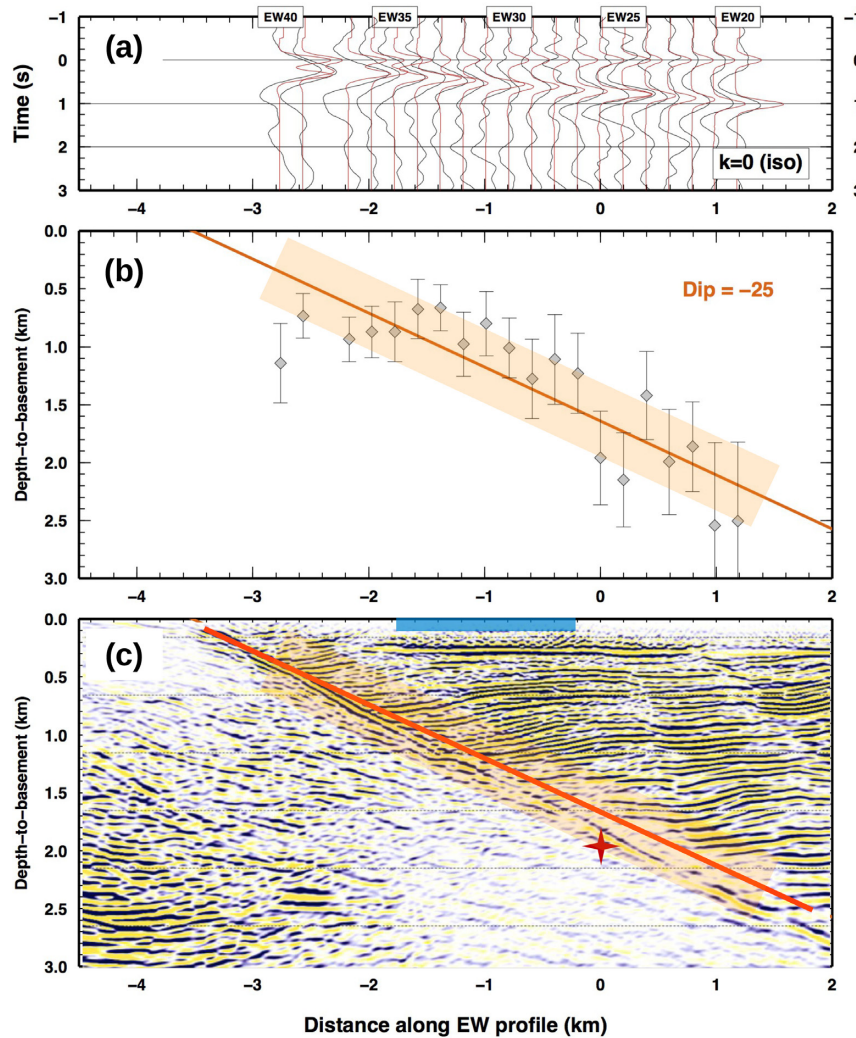 EW40 EW35 EW30 EW25 EW20
(a)
Time (s)
−1
0
1
2
3
k=0 (iso)
−4 −3 −2 −1 0 1 2
(b)
Depth−to−basement (km)
0.0
0.5
1.0
1.5
2.0
2.5
3.0
Dip = −25
−4 −3 −2 −1 0 1 2
(c)
Depth−to−basement (km)
0.0
0.5
1.0
1.5
2.0
2.5
3.0
−4 −3 −2 −1 0 1 2
Distance along EW profile (km)